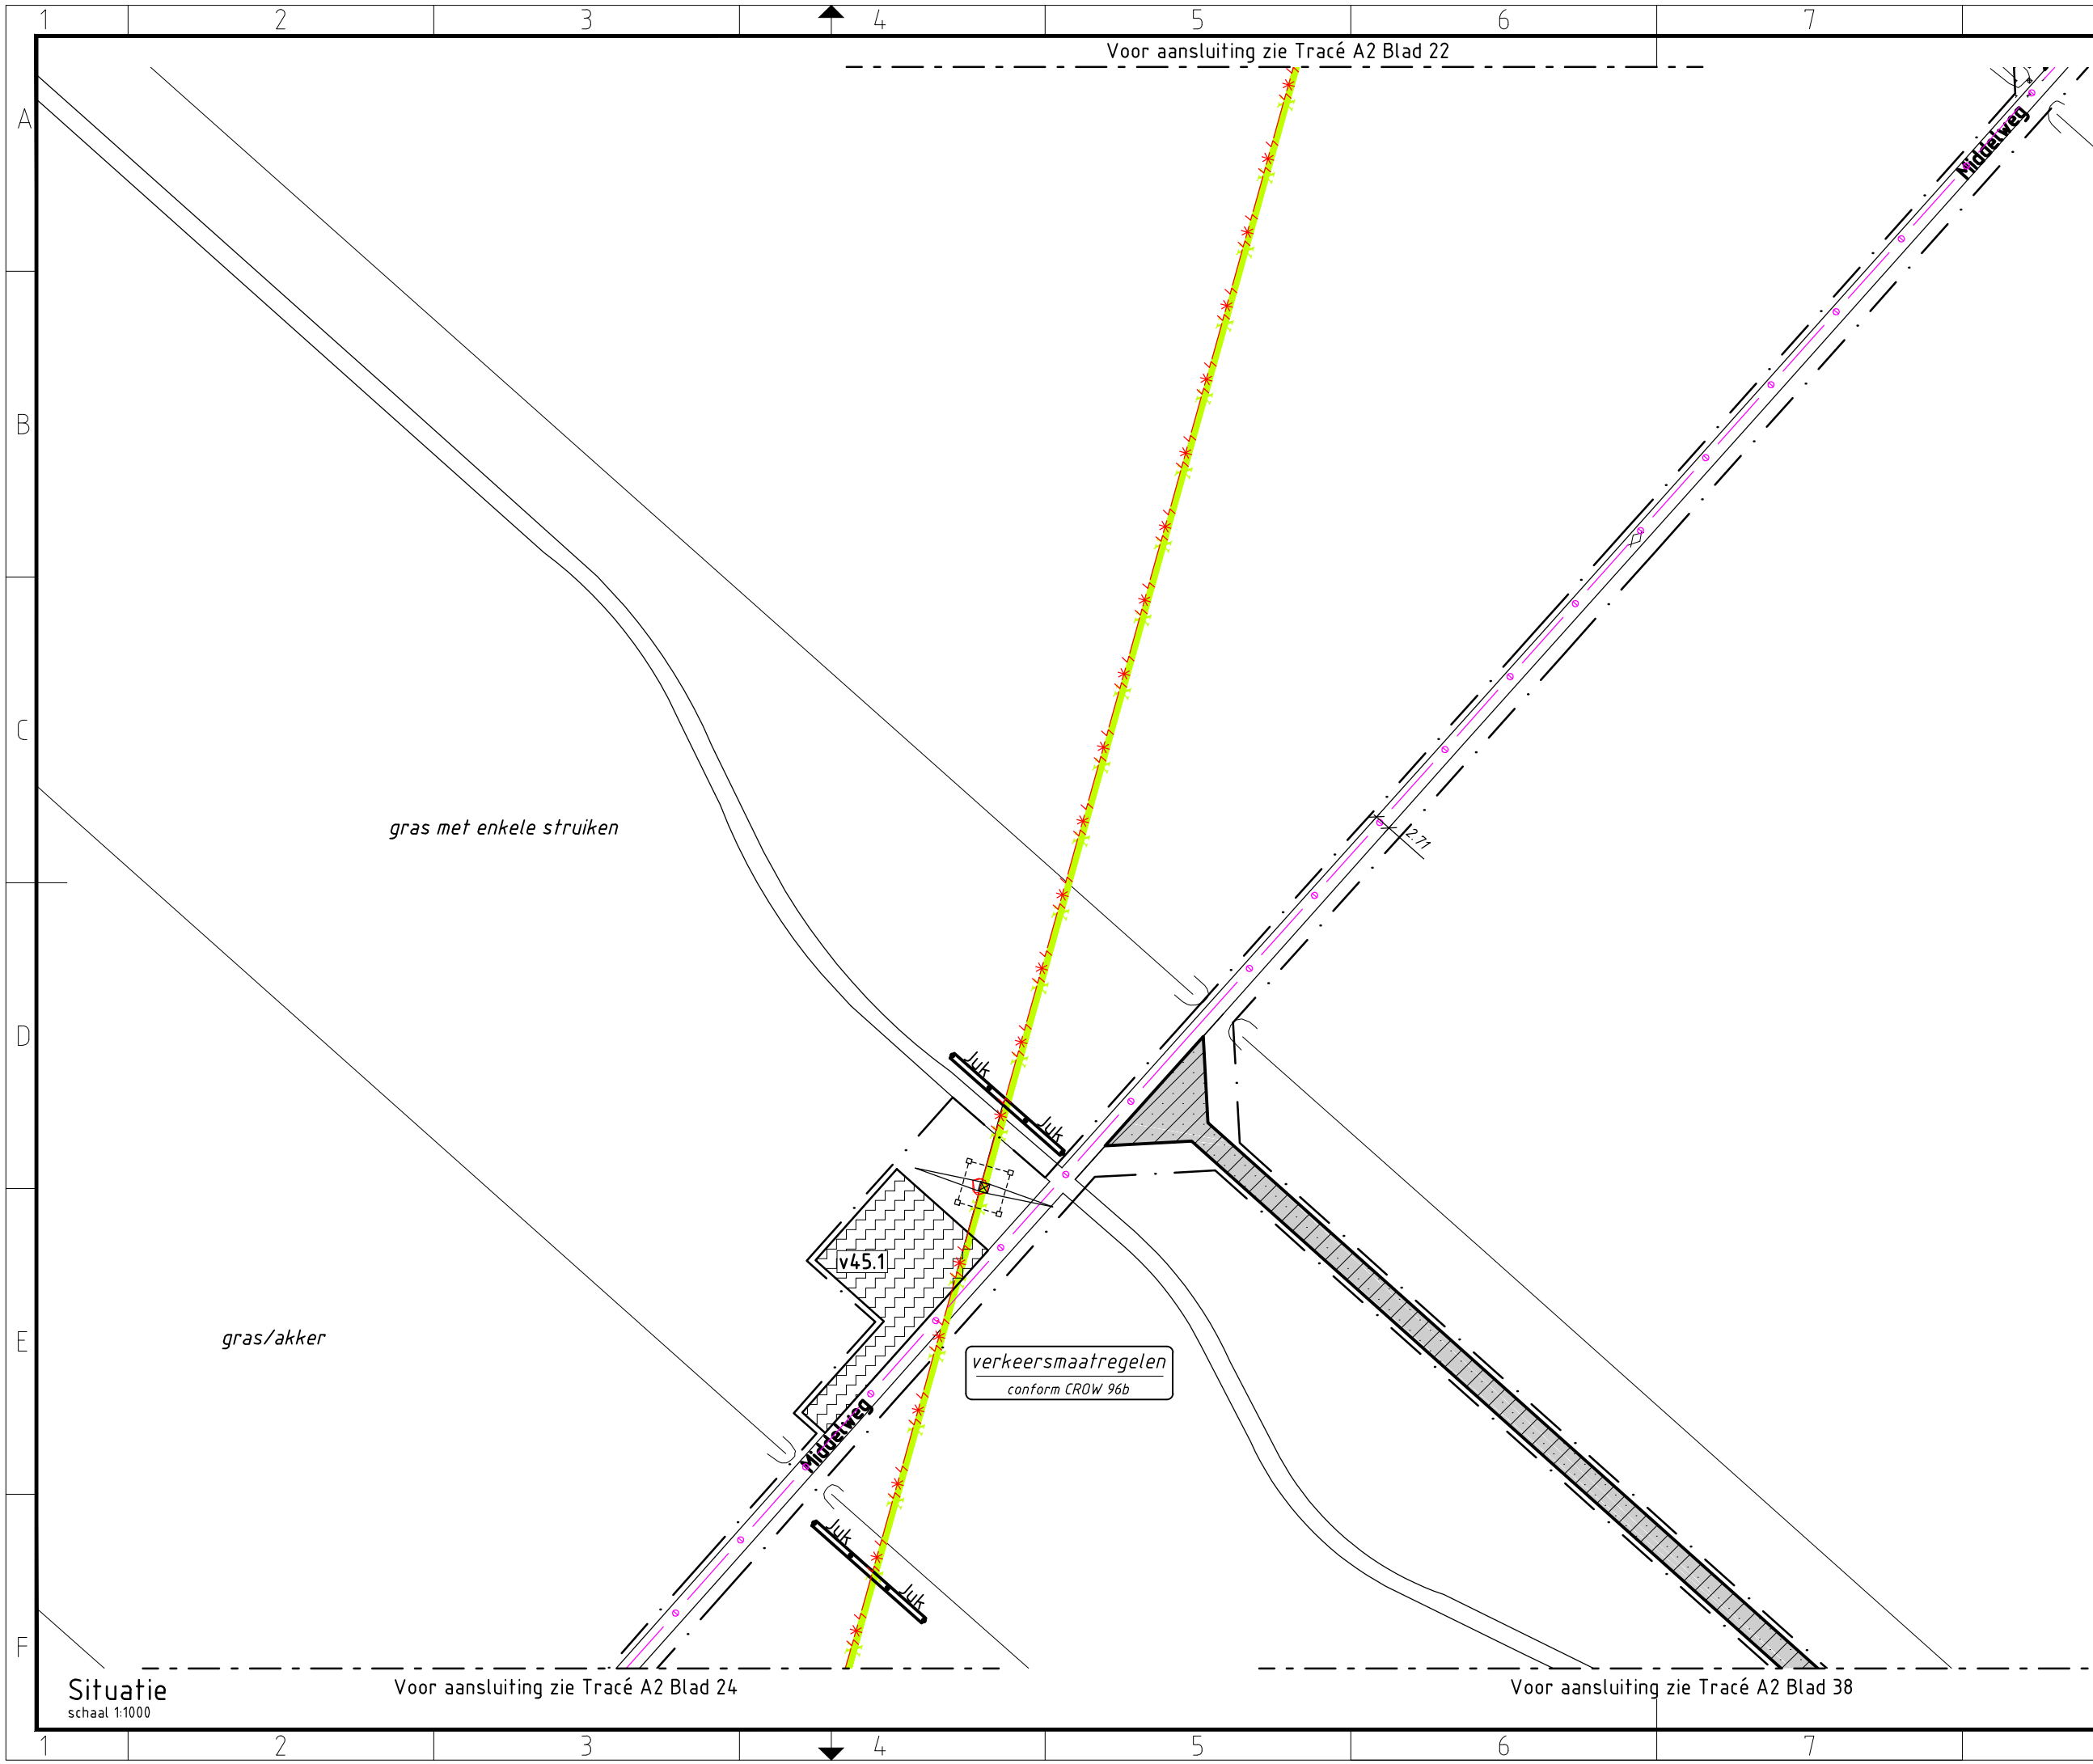 1 2 3 4 5 6 7
Voor aansluiting zie Tracé A2 Blad 22
A
Middelweg
B
C
2.71
gras met enkele struiken
D
Juk
Juk
v45.1
E
gras/akker
verkeersmaatregelen
conform CROW 96b
Middelweg
Juk
Juk
F
Situatie
schaal 1:1000
Voor aansluiting zie Tracé A2 Blad 24
Voor aansluiting zie Tracé A2 Blad 38
1 2 3 4 5 6 7